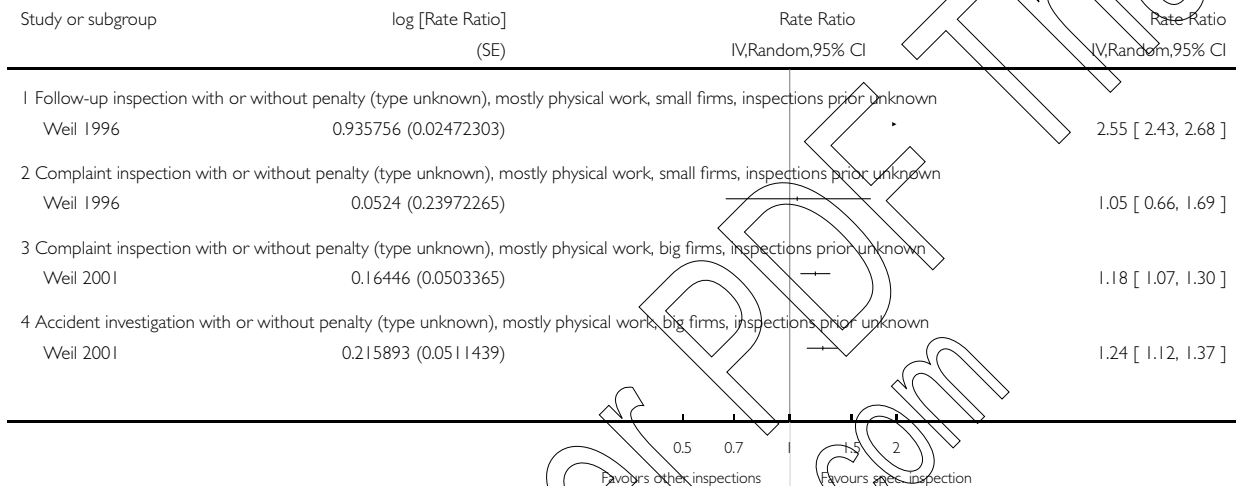 Study or subgroup log [Rate Ratio] Rate Ratio Rate Ratio
(SE) IV,Random,95% CI IV,Random,95% CI
1 Follow-up inspection with or without penalty (type unknown), mostly physical work, small firms, inspections prior unknown
Weil 1996 0.935756 (0.02472303) 2.55 [ 2.43, 2.68 ]
2 Complaint inspection with or without penalty (type unknown), mostly physical work, small firms, inspections prior unknown
Weil 1996 0.0524 (0.23972265) 1.05 [ 0.66, 1.69 ]
3 Complaint inspection with or without penalty (type unknown), mostly physical work, big firms, inspections prior unknown
Weil 2001 0.16446 (0.0503365) 1.18 [ 1.07, 1.30 ]
4 Accident investigation with or without penalty (type unknown), mostly physical work, big firms, inspections prior unknown
Weil 2001 0.215893 (0.0511439) 1.24 [ 1.12, 1.37 ]
0.5 0.7 1 1.5 2
Favours other inspections Favours spec. inspection
PDF
com